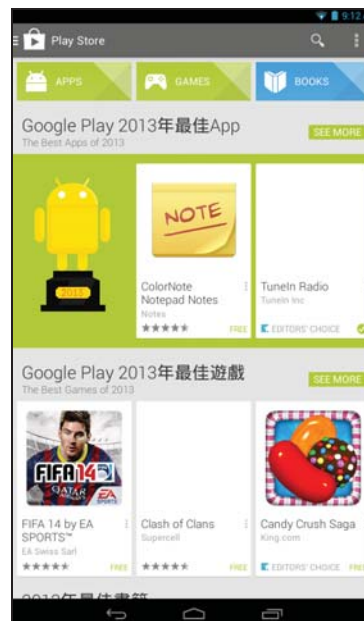 9:12
Play Store
APPS
GAMES
BOOKS
Google Play 2013年最佳App
The Best Apps of 2013
SEE MORE
2013
NOTE
ColorNote
Notepad Notes
Notes
FREE
TuneIn Radio
TuneIn Inc
EDITORS' CHOICE
Google Play 2013年最佳遊戲
The Best Games of 2013
SEE MORE
FIFA 14
QATAR AIRWAYS
EA SPORTS
FIFA 14 by EA
SPORTS™
EA Swiss Sarl
FREE
Clash of Clans
Supercell
FREE
Candy Crush Saga
King.com
EDITORS' CHOICE
FREE